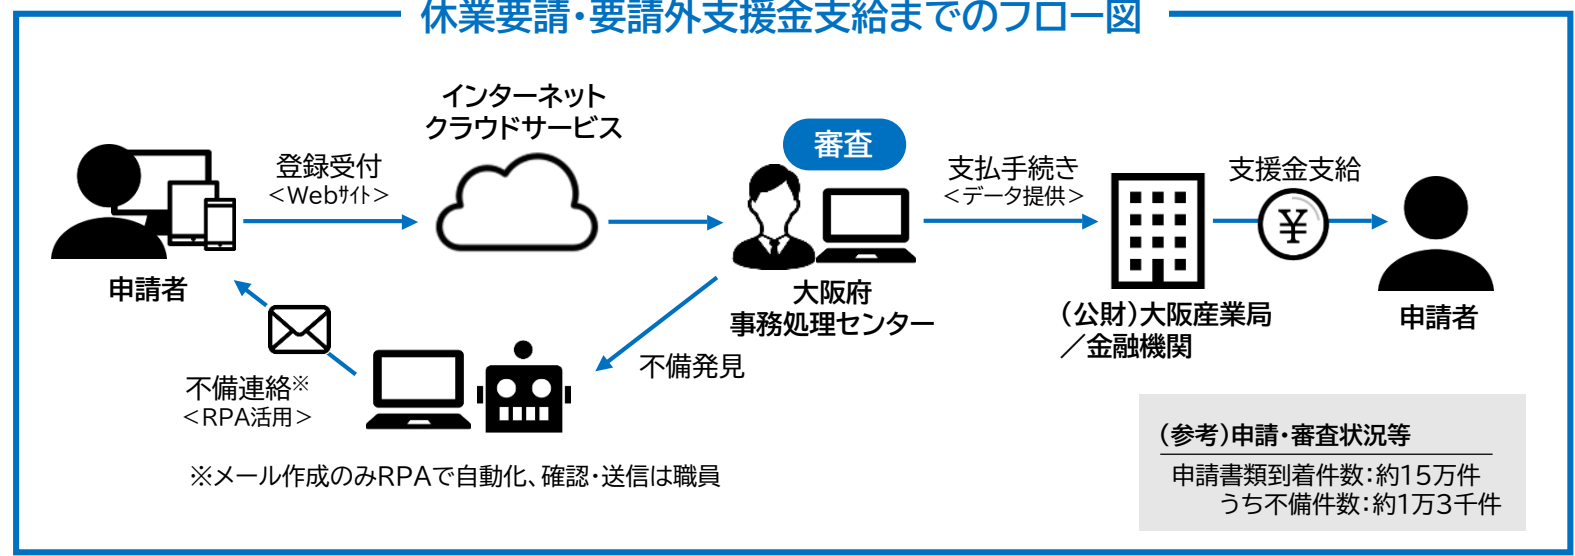 休業要請・要請外支援金支給までのフロー図
インターネット
クラウドサービス
審査
登録受付
＜Webｻｲﾄ＞
支払手続き
＜データ提供＞
支援金支給
¥
申請者
大阪府
事務処理センター
（公財）大阪産業局
／金融機関
申請者
不備発見
不備連絡※
＜RPA活用＞
※メール作成のみRPAで自動化、確認・送信は職員
（参考）申請・審査状況等
申請書類到着件数：約15万件
うち不備件数：約1万3千件